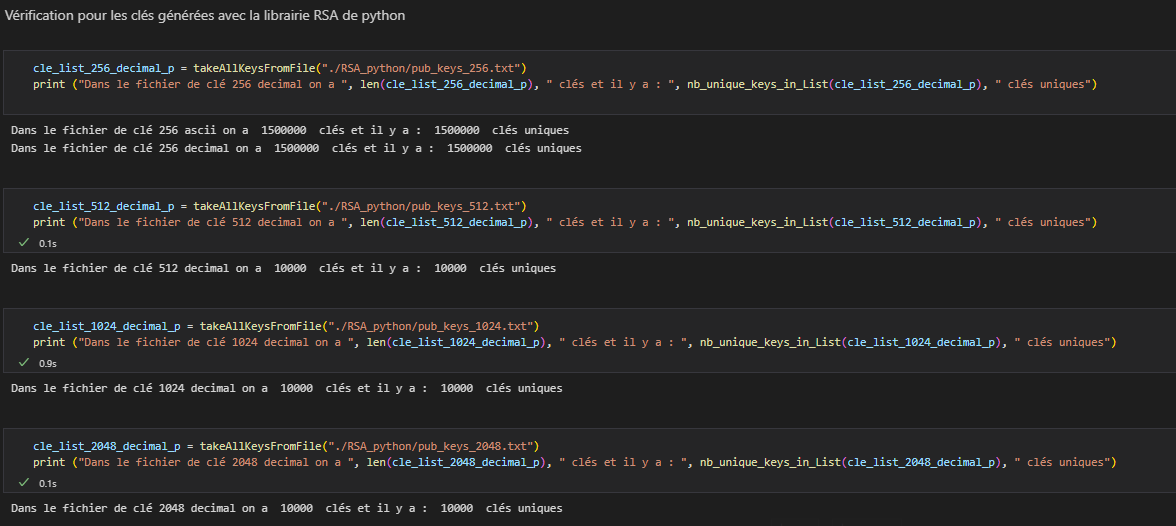 Vérification pour les clés générées avec la librairie RSA de python
cle_list_256_decimal_p = takeAllKeysFromFile("./RSA_python/pub_keys_256.txt")
print ("Dans le fichier de clé 256 decimal on a ", len(cle_list_256_decimal_p), " clés et il y a : ", nb_unique_keys_in_List(cle_list_256_decimal_p), " clés uniques")
Dans le fichier de clé 256 ascii on a  1500000  clés et il y a :  1500000  clés uniques
Dans le fichier de clé 256 decimal on a  1500000  clés et il y a :  1500000  clés uniques
cle_list_512_decimal_p = takeAllKeysFromFile("./RSA_python/pub_keys_512.txt")
print ("Dans le fichier de clé 512 decimal on a ", len(cle_list_512_decimal_p), " clés et il y a : ", nb_unique_keys_in_List(cle_list_512_decimal_p), " clés uniques")
0.1s
Dans le fichier de clé 512 decimal on a  10000  clés et il y a :  10000  clés uniques
cle_list_1024_decimal_p = takeAllKeysFromFile("./RSA_python/pub_keys_1024.txt")
print ("Dans le fichier de clé 1024 decimal on a ", len(cle_list_1024_decimal_p), " clés et il y a : ", nb_unique_keys_in_List(cle_list_1024_decimal_p), " clés uniques")
0.9s
Dans le fichier de clé 1024 decimal on a  10000  clés et il y a :  10000  clés uniques
cle_list_2048_decimal_p = takeAllKeysFromFile("./RSA_python/pub_keys_2048.txt")
print ("Dans le fichier de clé 2048 decimal on a ", len(cle_list_2048_decimal_p), " clés et il y a : ", nb_unique_keys_in_List(cle_list_2048_decimal_p), " clés uniques")
0.1s
Dans le fichier de clé 2048 decimal on a  10000  clés et il y a :  10000  clés uniques